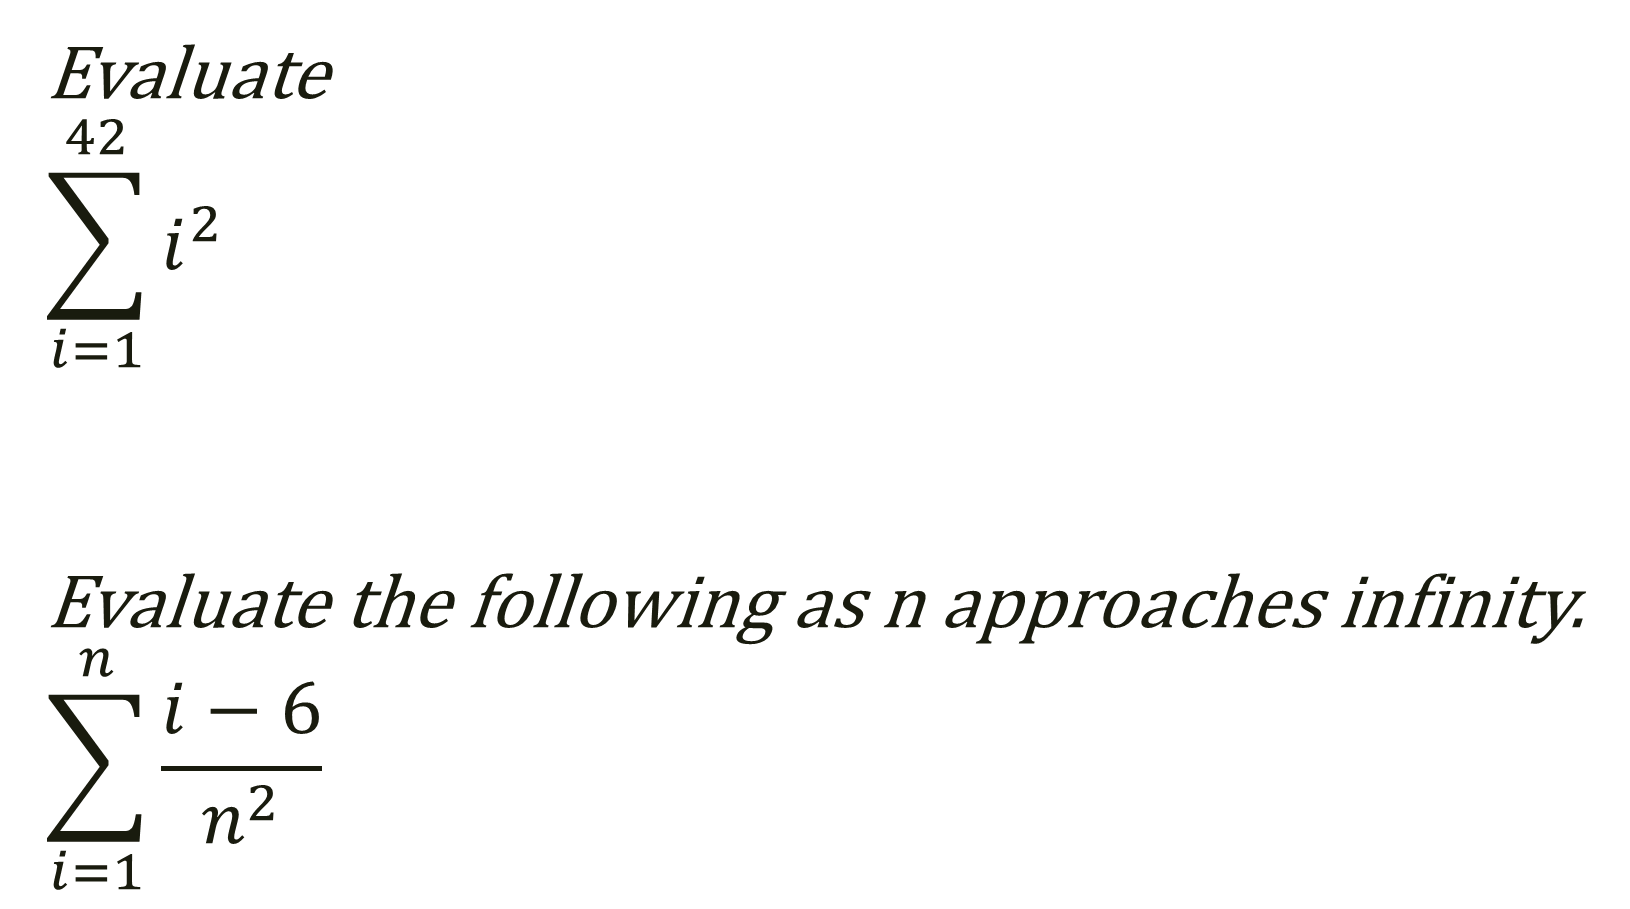 Evaluate
42
∑ i²
i=1
Evaluate the following as n approaches infinity.
n
∑ (i − 6)/n²
i=1